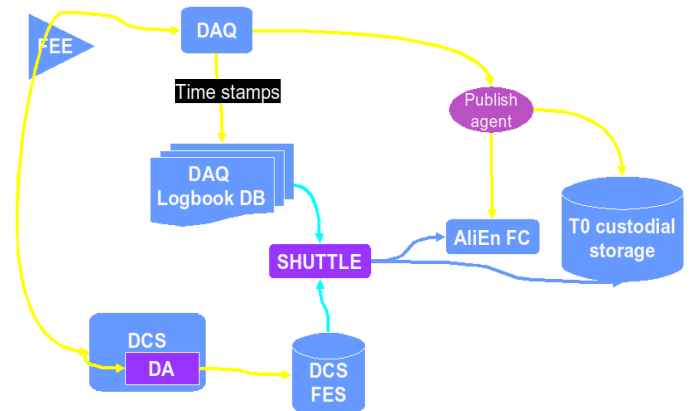 FEE
DAQ
Time stamps
Publish
agent
DAQ
Logbook DB
T0 custodial
storage
AliEn FC
SHUTTLE
DCS
DA
DCS
FES